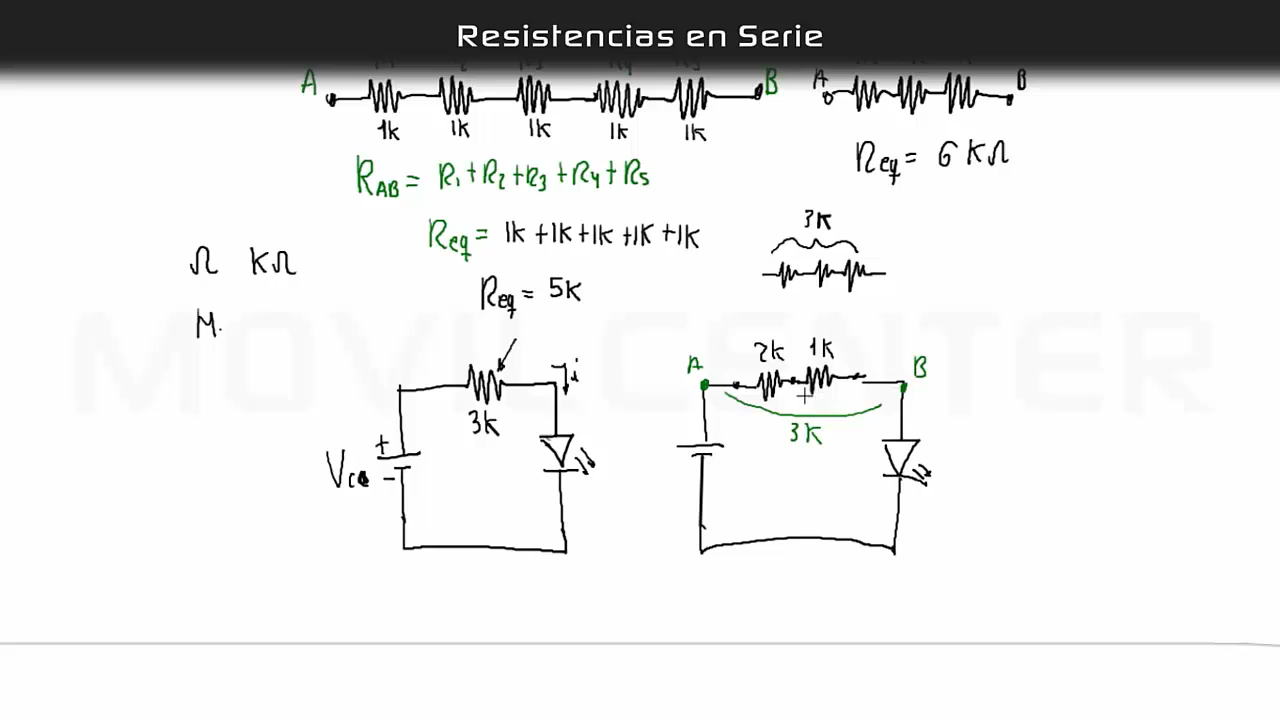 Resistencias en Serie
A B A B
1k 1k 1k 1k 1k
RAB = R1 + R2 + R3 + R4 + R5
Req = 6 KΩ
Req = 1k + 1k + 1k + 1k + 1k
3k
Ω KΩ
Req = 5k
M.
i
3k
Vcc + -
A 2k 1k B
3k
MOVILCENTER